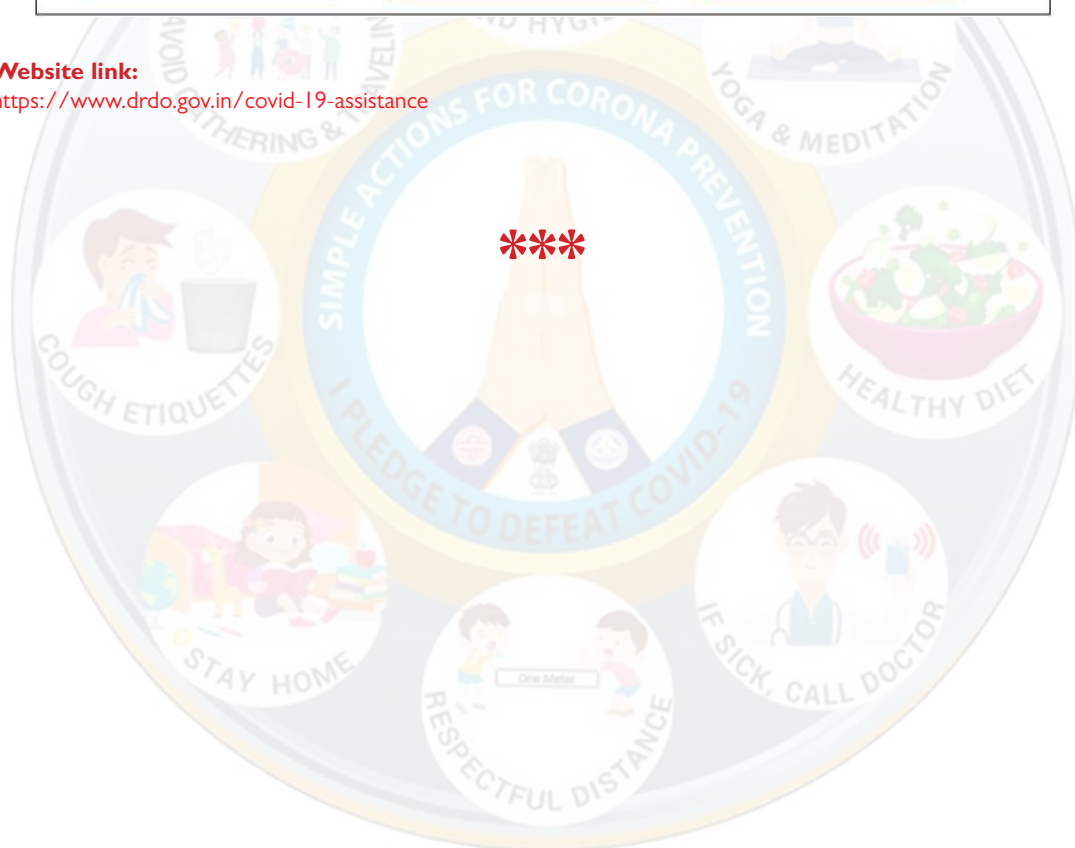 Website link:
https://www.drdo.gov.in/covid-19-assistance
AVOID
GATHERING &
YOGA & MEDITATION
SIMPLE ACTIONS FOR CORONA PREVENTION
***
COUGH ETIQUETTES
HEALTHY DIET
I PLEDGE TO DEFEAT COVID-19
STAY HOME
One Meter
RESPECTFUL DISTANCE
IF SICK, CALL DOCTOR